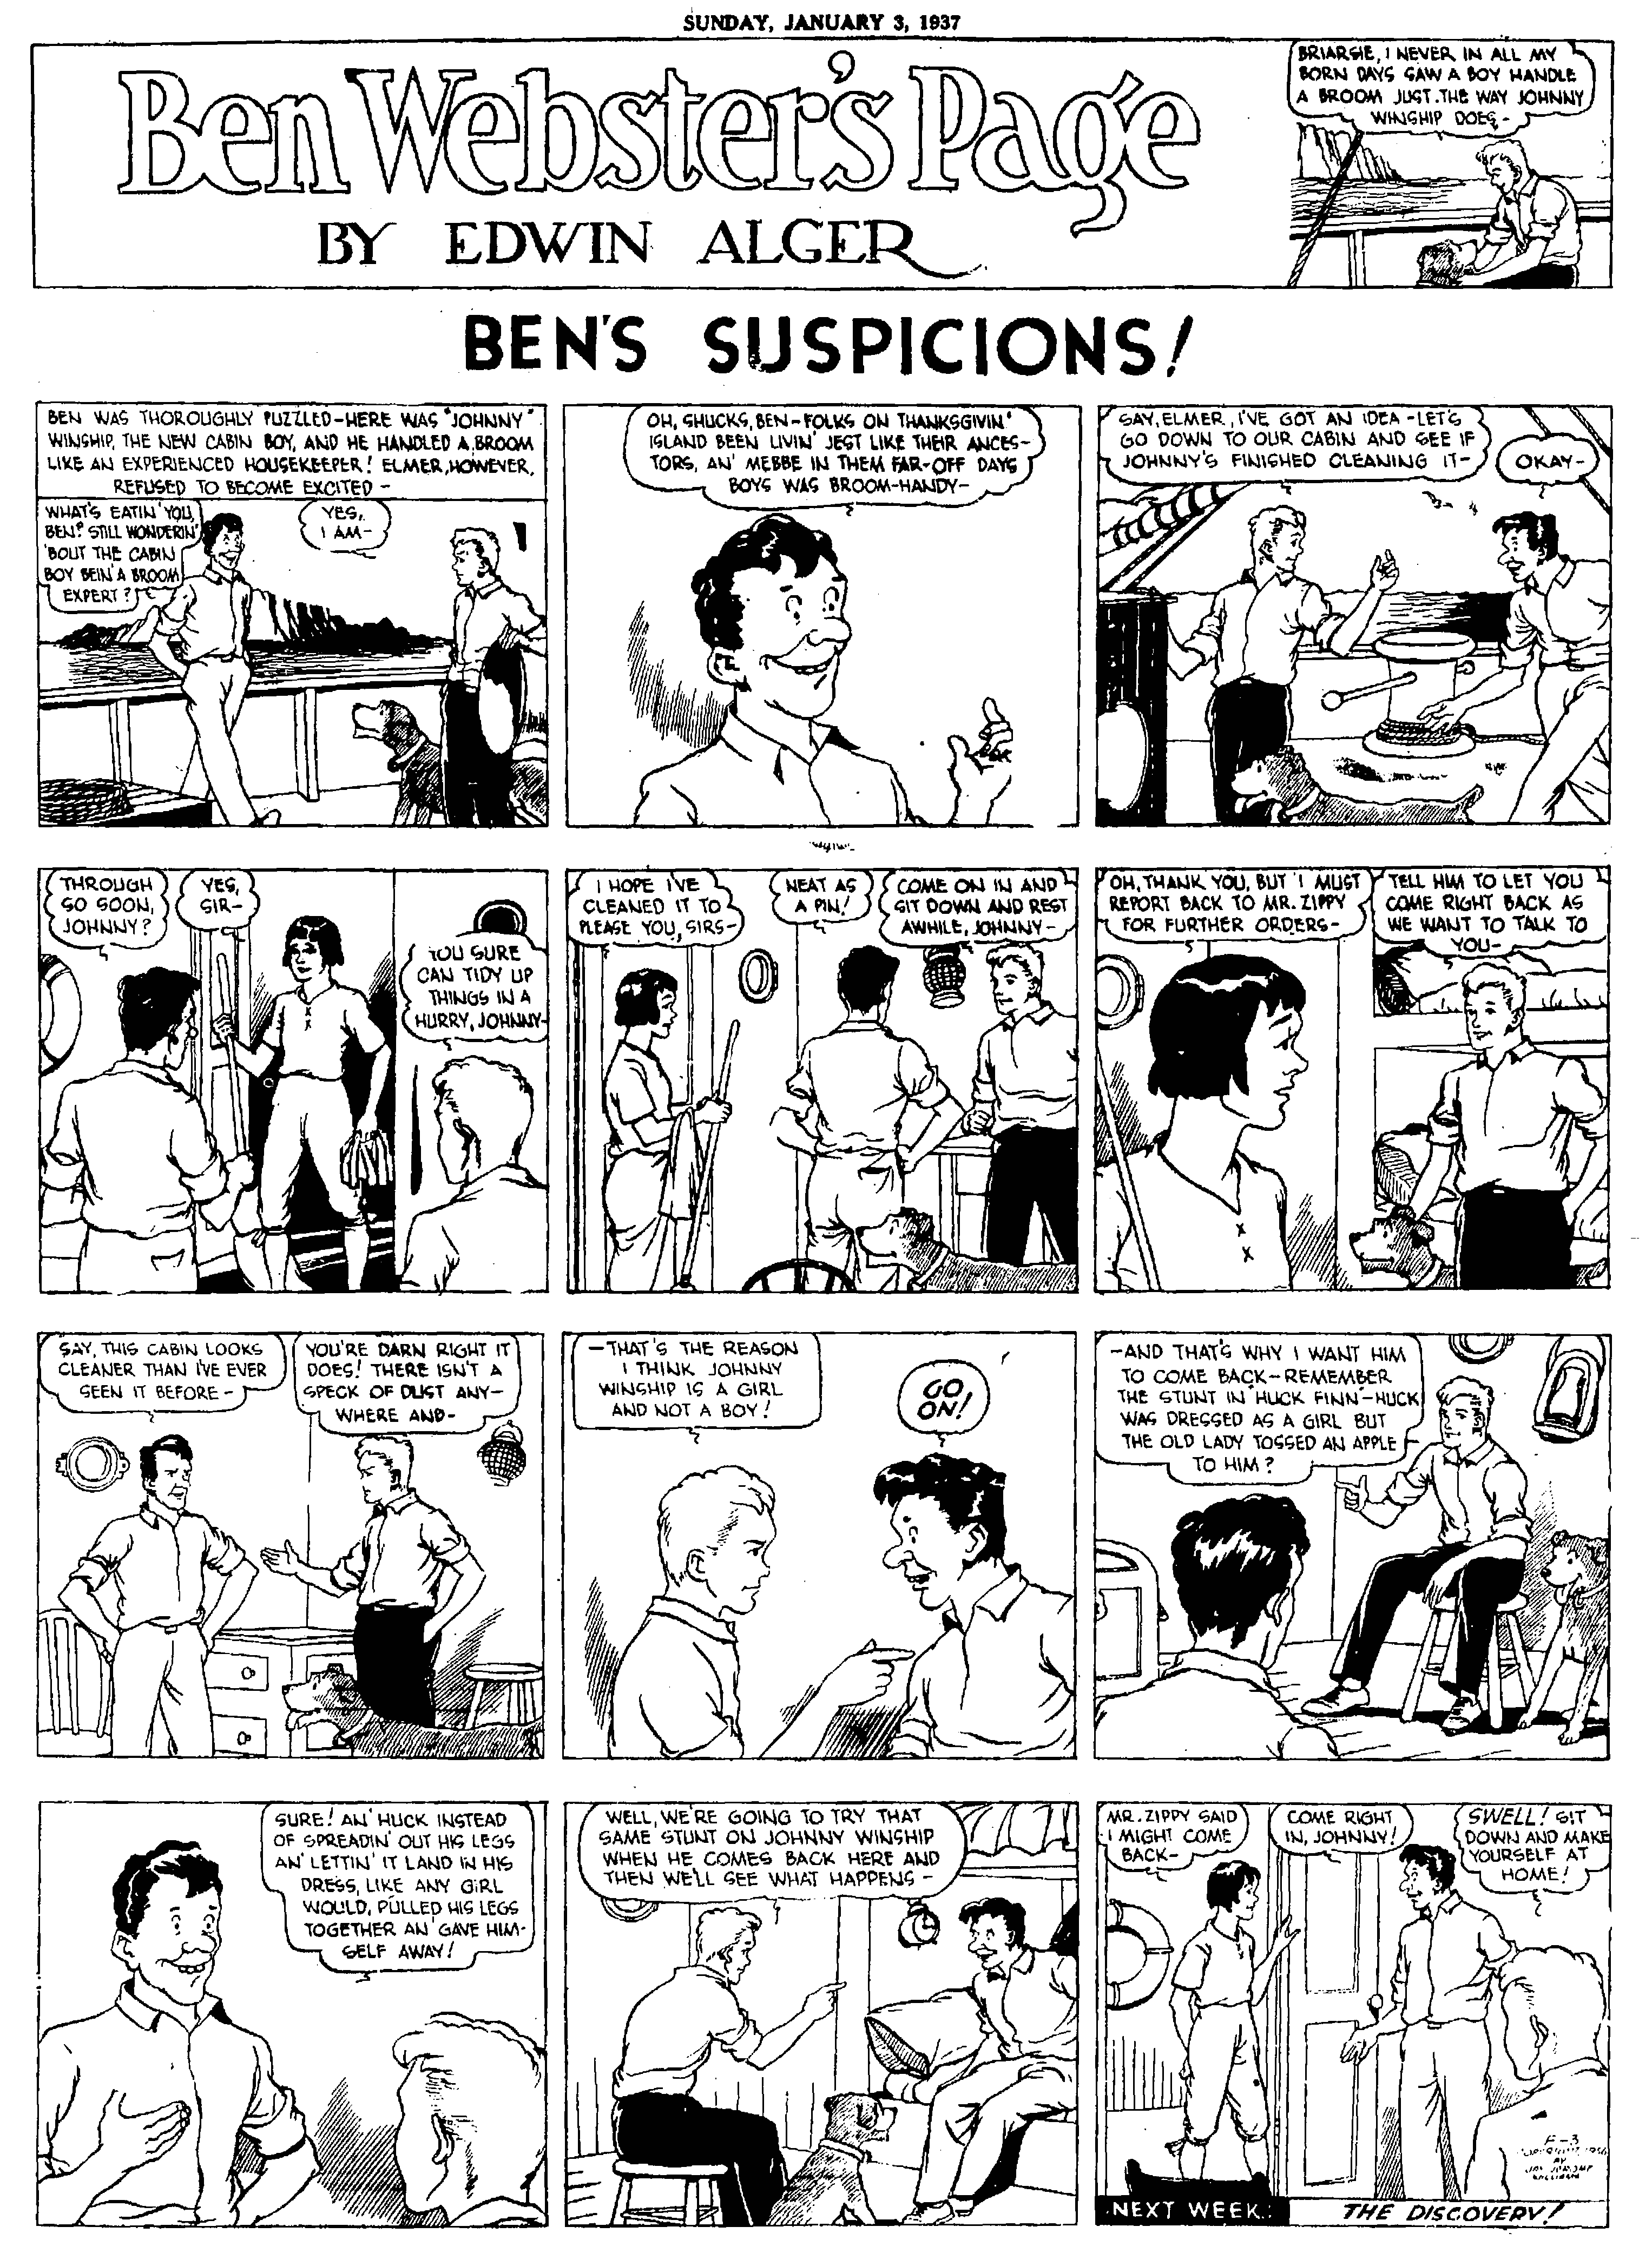 SUNDAY, JANUARY 3, 1937
Ben Webster's Page
BY EDWIN ALGER
BRIARSIE, I NEVER IN ALL MY
BORN DAYS SAW A BOY HANDLE
A BROOM JUST THE WAY JOHNNY
WINSHIP DOES-
BEN'S SUSPICIONS!
BEN WAS THOROUGHLY PUZZLED-HERE WAS "JOHNNY"
WINSHIP, THE NEW CABIN BOY, AND HE HANDLED A BROOM
LIKE AN EXPERIENCED HOUSEKEEPER! ELMER, HOWEVER,
REFUSED TO BECOME EXCITED-
WHAT'S EATIN' YOU,
BEN? STILL WONDERIN'
'BOUT THE CABIN
BOY BEIN' A BROOM
EXPERT?
YES,
I AM-
OH, SHUCKS, BEN-FOLKS ON THANKSGIVIN'
ISLAND BEEN LIVIN' JEST LIKE THEIR ANCES-
TORS, AN' MEBBE IN THEM FAR-OFF DAYS
BOYS WAS BROOM-HANDY-
SAY, ELMER, I'VE GOT AN IDEA-LET'S
GO DOWN TO OUR CABIN AND SEE IF
JOHNNY'S FINISHED CLEANING IT-
OKAY-
THROUGH
SO SOON,
JOHNNY?
YES,
SIR-
YOU SURE
CAN TIDY UP
THINGS IN A
HURRY, JOHNNY-
I HOPE I'VE
CLEANED IT TO
PLEASE YOU, SIRS-
NEAT AS
A PIN!
COME ON IN AND
SIT DOWN AND REST
AWHILE, JOHNNY-
OH, THANK YOU, BUT I MUST
REPORT BACK TO MR. ZIPPY
FOR FURTHER ORDERS-
TELL HIM TO LET YOU
COME RIGHT BACK AS
WE WANT TO TALK TO
YOU-
SAY, THIS CABIN LOOKS
CLEANER THAN I'VE EVER
SEEN IT BEFORE-
YOU'RE DARN RIGHT IT
DOES! THERE ISN'T A
SPECK OF DUST ANY-
WHERE AND-
-THAT'S THE REASON
I THINK JOHNNY
WINSHIP IS A GIRL
AND NOT A BOY!
GO
ON!
-AND THAT'S WHY I WANT HIM
TO COME BACK-REMEMBER
THE STUNT IN "HUCK FINN"-HUCK
WAS DRESSED AS A GIRL BUT
THE OLD LADY TOSSED AN APPLE
TO HIM?
SURE! AN' HUCK INSTEAD
OF SPREADIN' OUT HIS LEGS
AN' LETTIN' IT LAND IN HIS
DRESS, LIKE ANY GIRL
WOULD, PULLED HIS LEGS
TOGETHER AN' GAVE HIM-
SELF AWAY!
WELL, WE'RE GOING TO TRY THAT
SAME STUNT ON JOHNNY WINSHIP
WHEN HE COMES BACK HERE AND
THEN WE'LL SEE WHAT HAPPENS-
MR. ZIPPY SAID
I MIGHT COME
BACK-
COME RIGHT
IN, JOHNNY!
SWELL! SIT
DOWN AND MAKE
YOURSELF AT
HOME!
NEXT WEEK:
THE DISCOVERY!